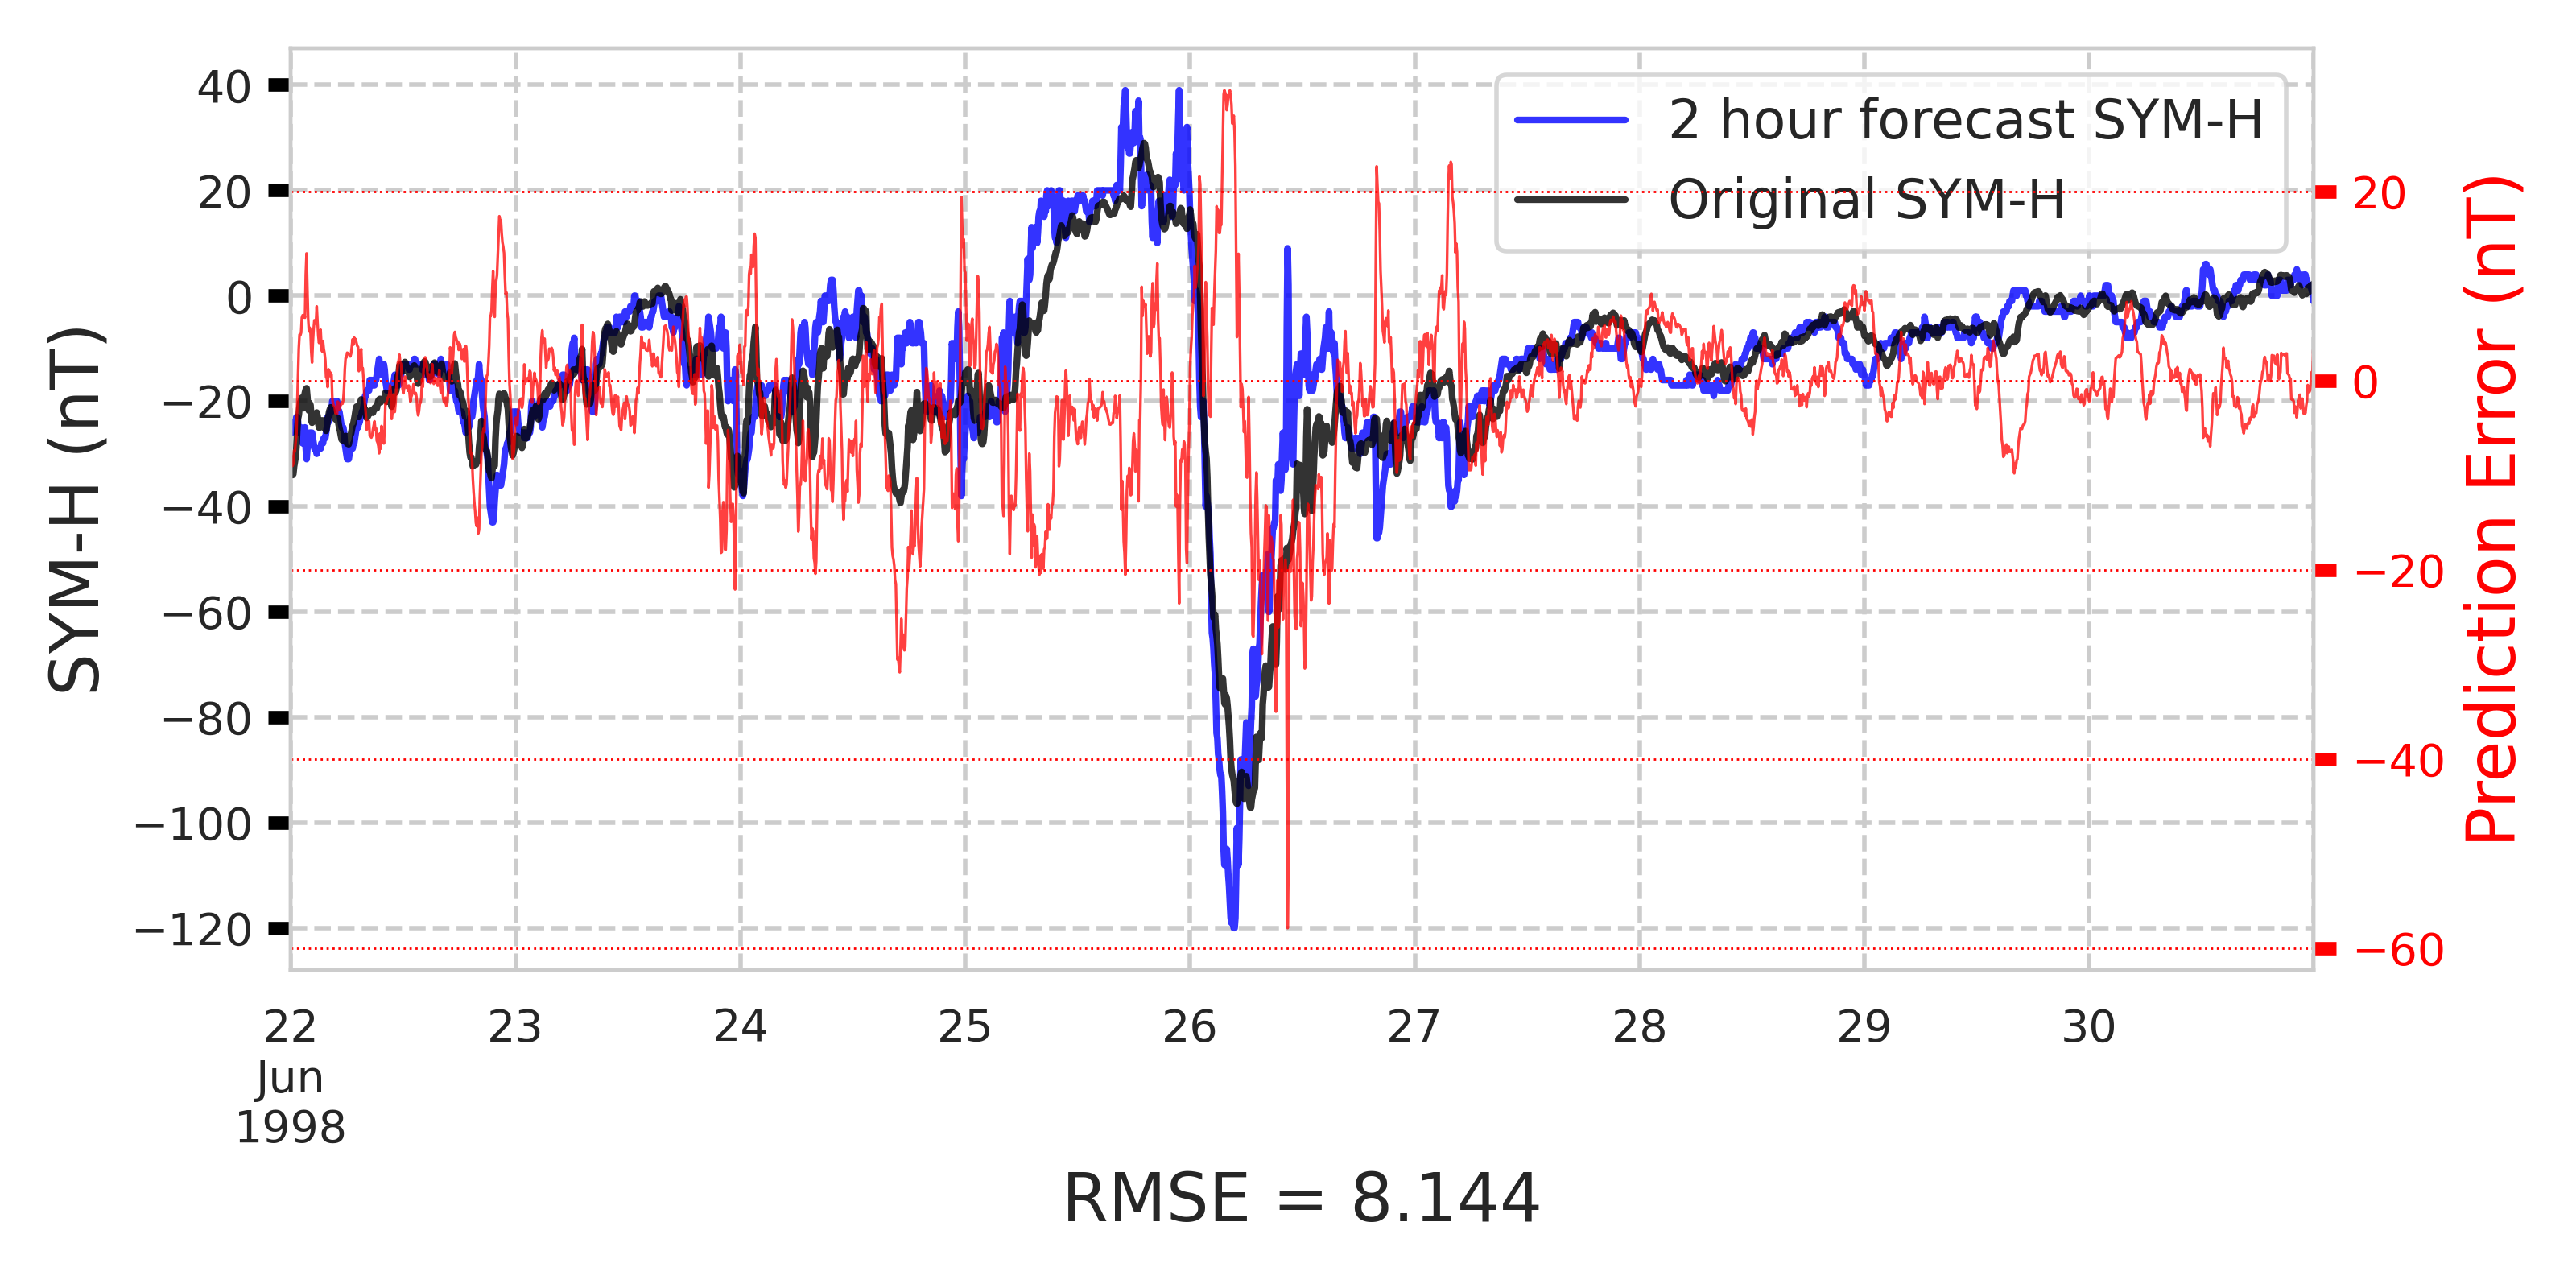 40
20
0
−20
−40
−60
−80
−100
−120
SYM-H (nT)
2 hour forecast SYM-H
Original SYM-H
20
0
−20
−40
−60
Prediction Error (nT)
22 23 24 25 26 27 28 29 30
Jun
1998
RMSE = 8.144